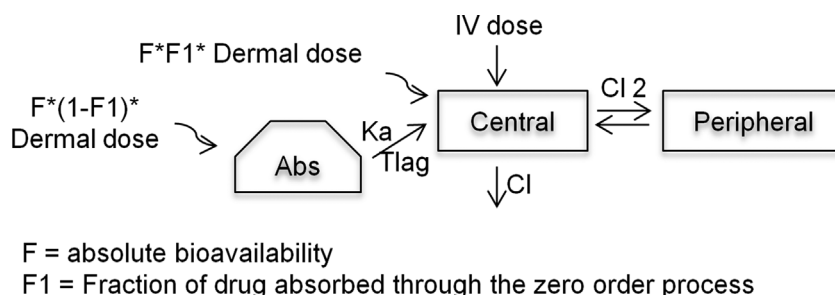 IV dose
F*F1* Dermal dose
F*(1-F1)*
Dermal dose
Cl 2
Ka
Central
Peripheral
Abs
Tlag
Cl
F = absolute bioavailability
F1 = Fraction of drug absorbed through the zero order process